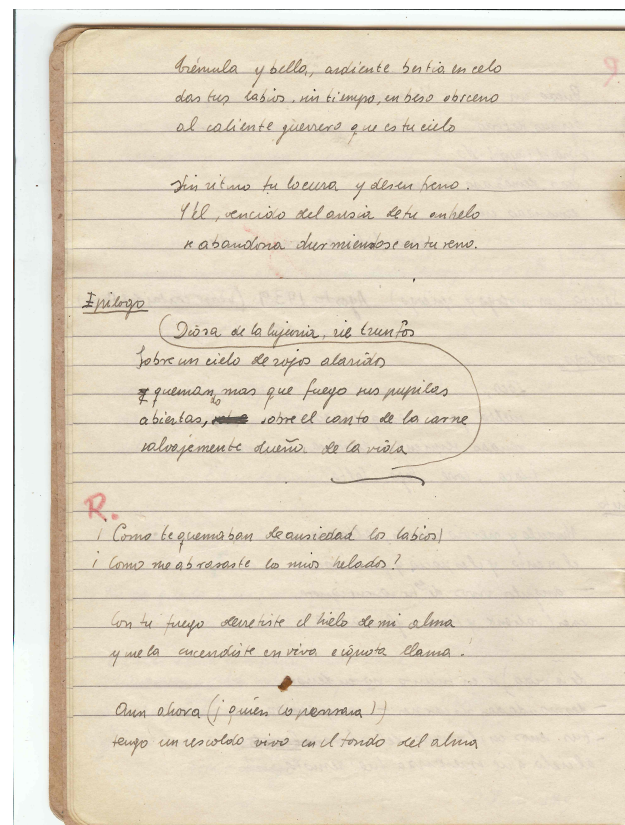 trémula y bella, ardiente bestia en celo
das tus labios, sin tiempo, en beso obsceno
al caliente guerrero que es tu cielo
Sin ritmo tu locura y desenfreno.
Y él, vencido del ansia de tu anhelo
se abandona durmiendose en tu seno.
Epilogo
Diosa de la lujuria, rie triunfos
sobre un cielo de rojos alaridos
y queman mas que fuego sus pupilas
abiertas, sobre el canto de la carne
salvajemente dueño de la vida
R.
¡Como te quemaban de ansiedad los labios!
¡Como me abrasaste los mios helados?
Con tu fuego derretiste el hielo de mi alma
y me la encendiste en viva e ignota llama.
Aun ahora (¡quién lo pensara!)
tengo un rescoldo vivo en el fondo del alma